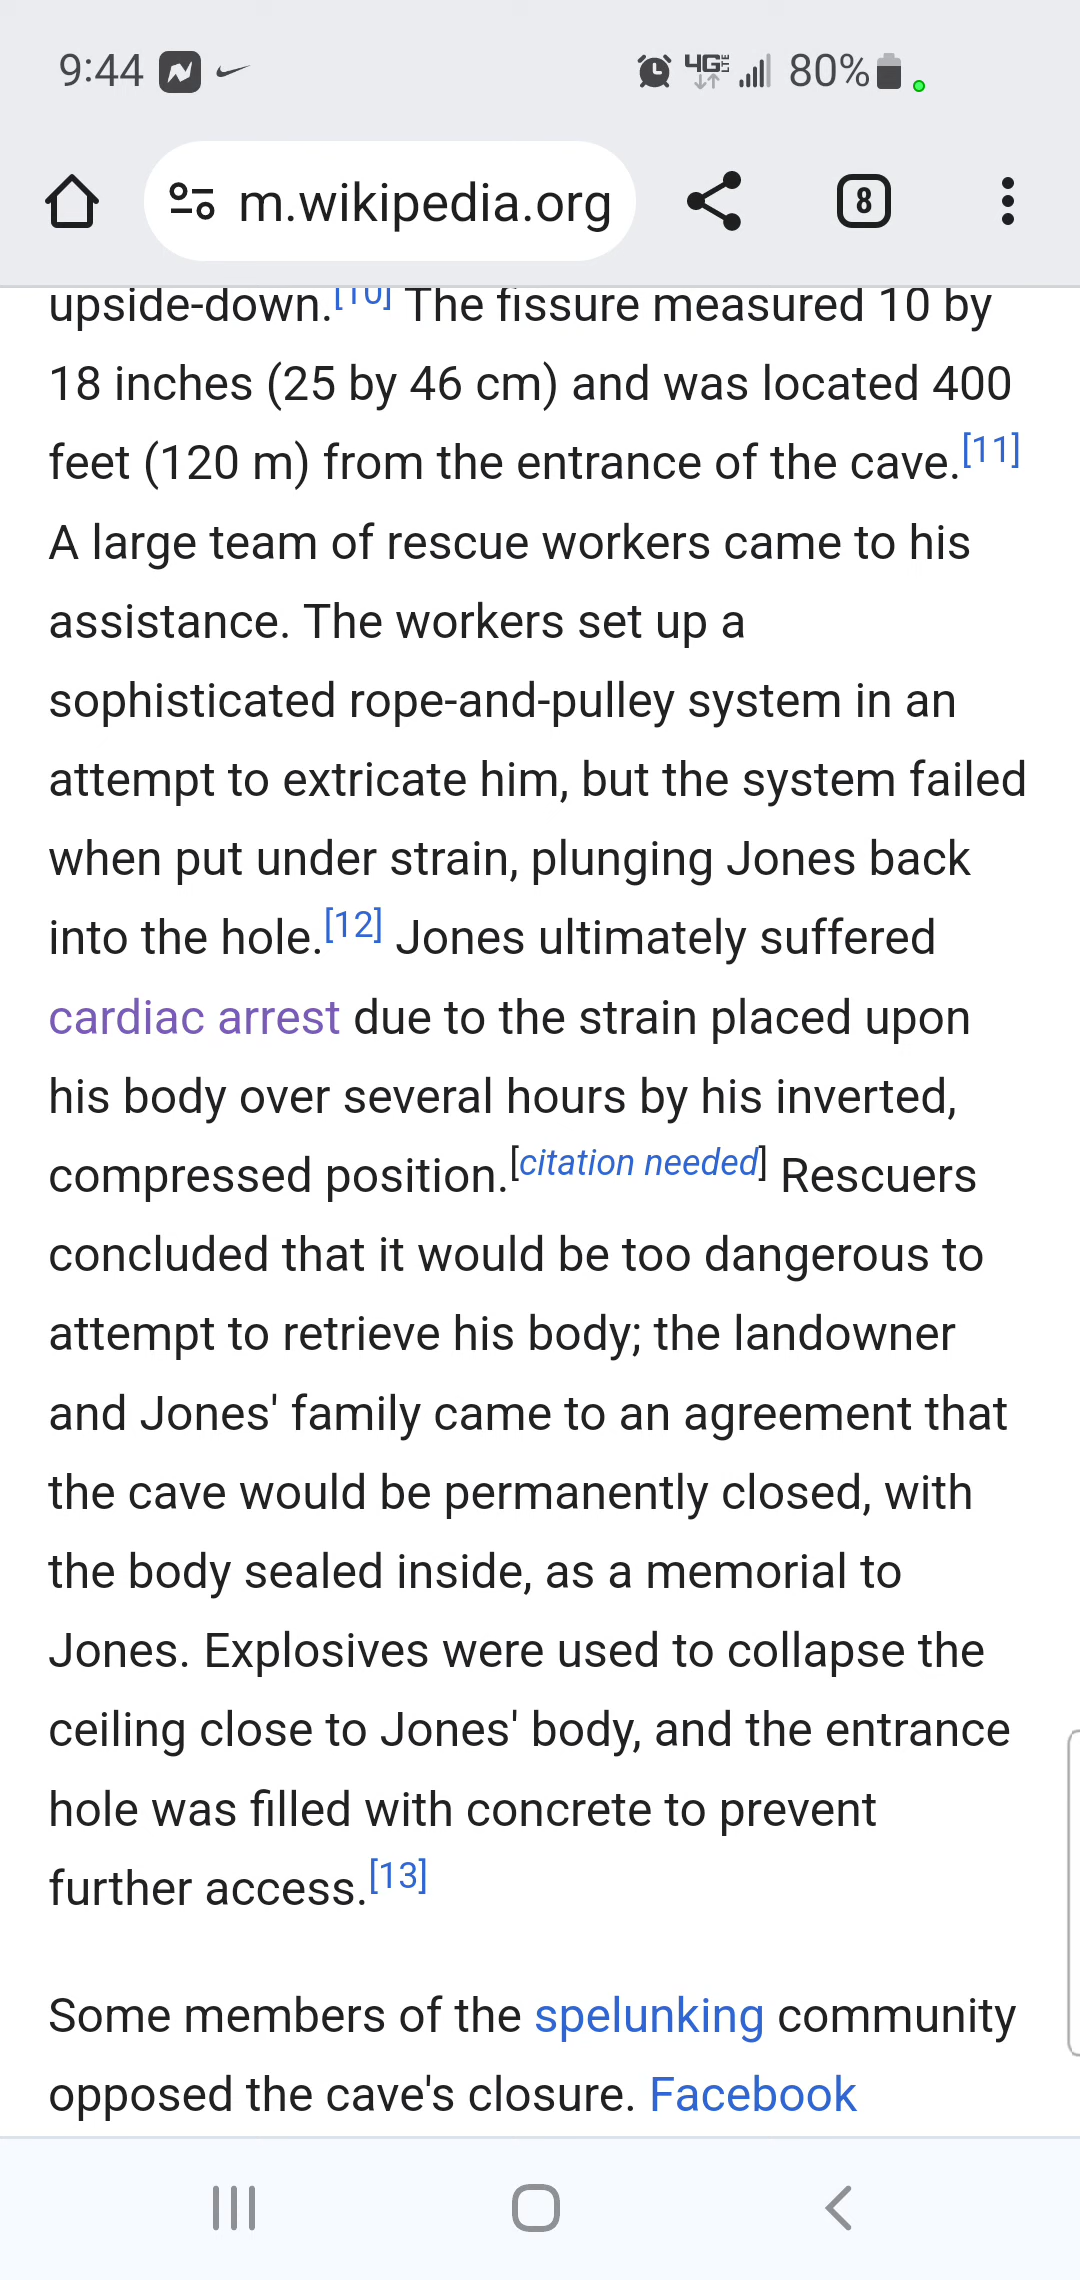 9:44
4G LTE
80%
m.wikipedia.org
8
upside-down.[10] The fissure measured 10 by
18 inches (25 by 46 cm) and was located 400
feet (120 m) from the entrance of the cave.[11]
A large team of rescue workers came to his
assistance. The workers set up a
sophisticated rope-and-pulley system in an
attempt to extricate him, but the system failed
when put under strain, plunging Jones back
into the hole.[12] Jones ultimately suffered
cardiac arrest due to the strain placed upon
his body over several hours by his inverted,
compressed position.[citation needed] Rescuers
concluded that it would be too dangerous to
attempt to retrieve his body; the landowner
and Jones' family came to an agreement that
the cave would be permanently closed, with
the body sealed inside, as a memorial to
Jones. Explosives were used to collapse the
ceiling close to Jones' body, and the entrance
hole was filled with concrete to prevent
further access.[13]
Some members of the spelunking community
opposed the cave's closure. Facebook